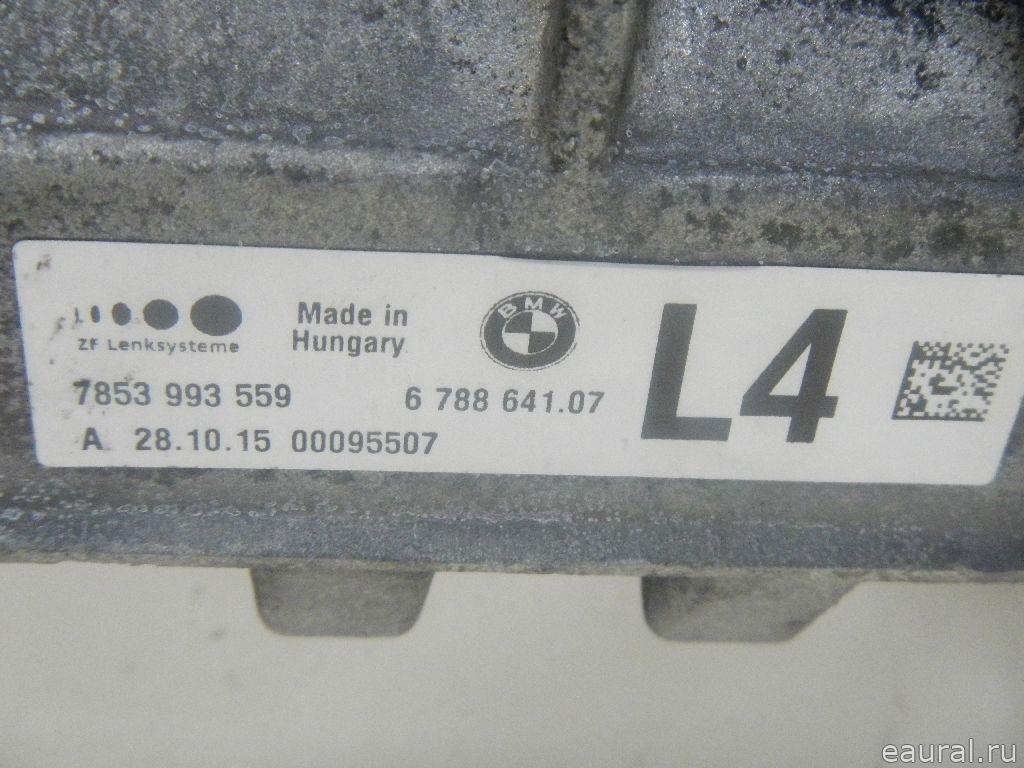 ZF Lenksysteme
Made in
Hungary
BMW
L4
7853 993 559
6 788 641.07
A 28.10.15 00095507
eaural.ru